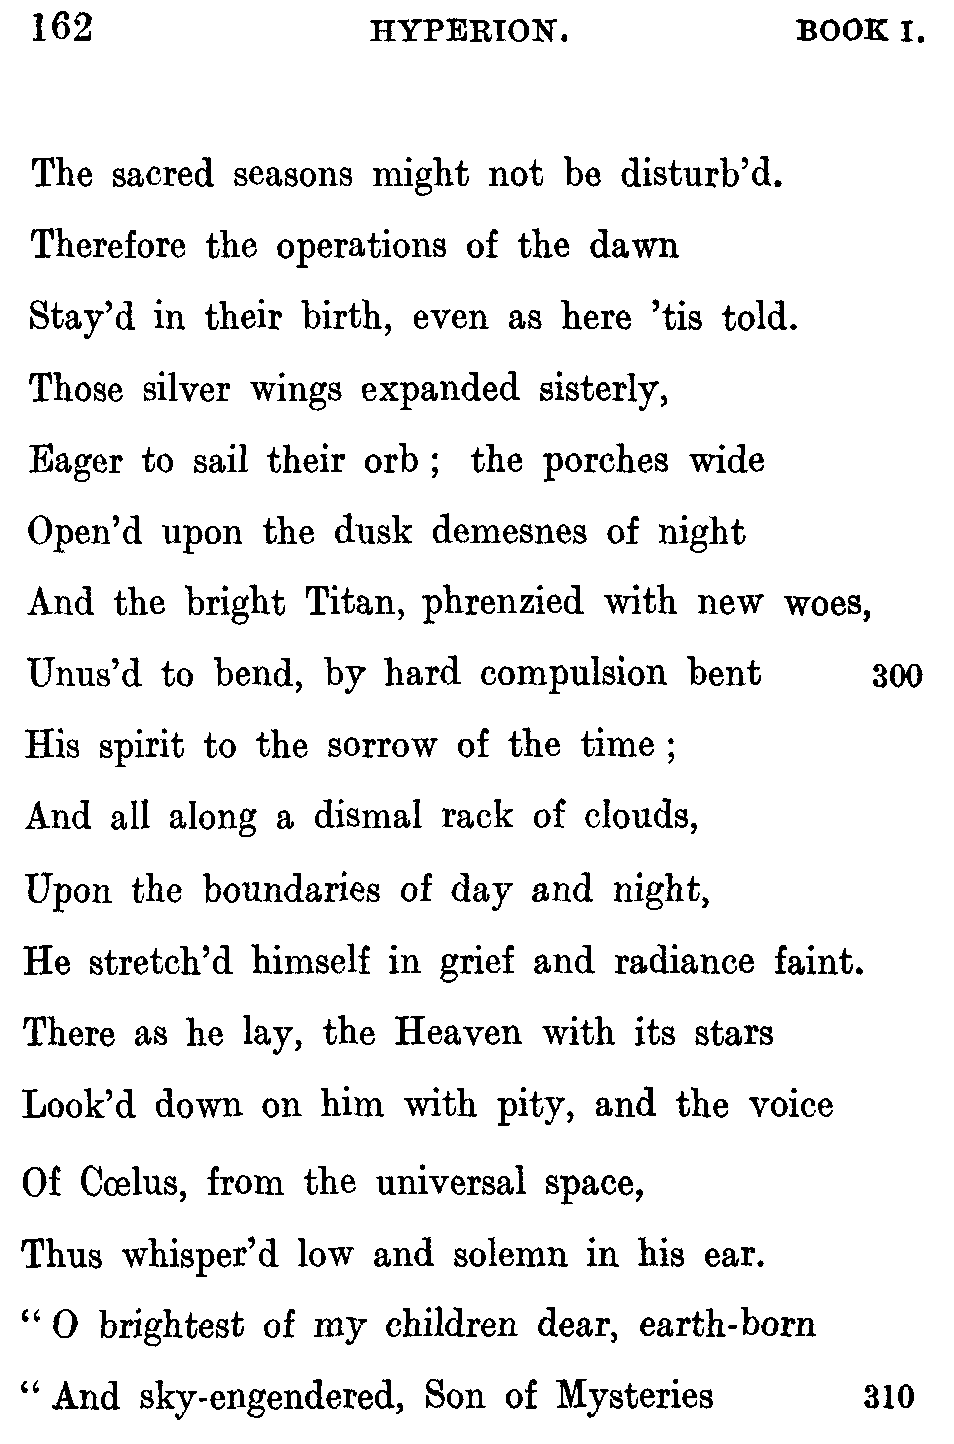 162 HYPERION. BOOK I.
The sacred seasons might not be disturb’d.
Therefore the operations of the dawn
Stay’d in their birth, even as here ’tis told.
Those silver wings expanded sisterly,
Eager to sail their orb ; the porches wide
Open’d upon the dusk demesnes of night
And the bright Titan, phrenzied with new woes,
Unus’d to bend, by hard compulsion bent 300
His spirit to the sorrow of the time ;
And all along a dismal rack of clouds,
Upon the boundaries of day and night,
He stretch’d himself in grief and radiance faint.
There as he lay, the Heaven with its stars
Look’d down on him with pity, and the voice
Of Cœlus, from the universal space,
Thus whisper’d low and solemn in his ear.
“ O brightest of my children dear, earth-born
“ And sky-engendered, Son of Mysteries 310